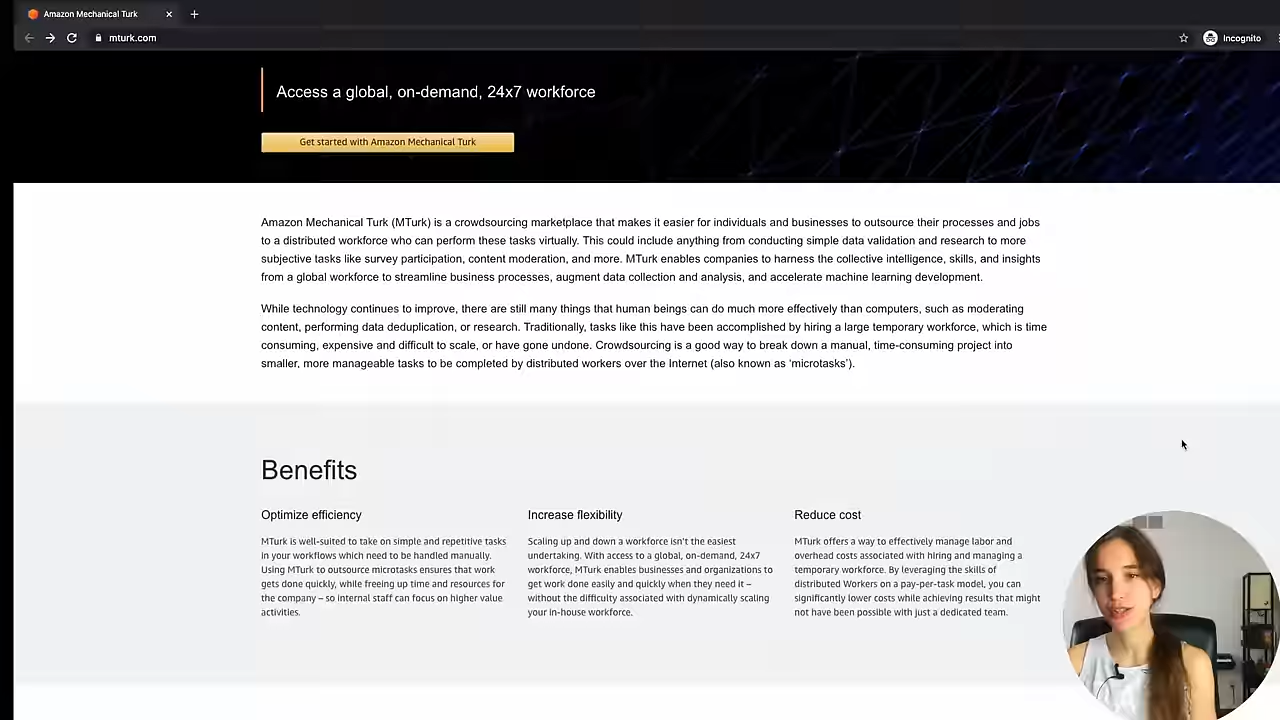 Amazon Mechanical Turk
mturk.com
Incognito
Access a global, on-demand, 24x7 workforce
Get started with Amazon Mechanical Turk
Amazon Mechanical Turk (MTurk) is a crowdsourcing marketplace that makes it easier for individuals and businesses to outsource their processes and jobs
to a distributed workforce who can perform these tasks virtually. This could include anything from conducting simple data validation and research to more
subjective tasks like survey participation, content moderation, and more. MTurk enables companies to harness the collective intelligence, skills, and insights
from a global workforce to streamline business processes, augment data collection and analysis, and accelerate machine learning development.
While technology continues to improve, there are still many things that human beings can do much more effectively than computers, such as moderating
content, performing data deduplication, or research. Traditionally, tasks like this have been accomplished by hiring a large temporary workforce, which is time
consuming, expensive and difficult to scale, or have gone undone. Crowdsourcing is a good way to break down a manual, time-consuming project into
smaller, more manageable tasks to be completed by distributed workers over the Internet (also known as ‘microtasks’).
Benefits
Optimize efficiency
MTurk is well-suited to take on simple and repetitive tasks
in your workflows which need to be handled manually.
Using MTurk to outsource microtasks ensures that work
gets done quickly, while freeing up time and resources for
the company – so internal staff can focus on higher value
activities.
Increase flexibility
Scaling up and down a workforce isn't the easiest
undertaking. With access to a global, on-demand, 24x7
workforce, MTurk enables businesses and organizations to
get work done easily and quickly when they need it –
without the difficulty associated with dynamically scaling
your in-house workforce.
Reduce cost
MTurk offers a way to effectively manage labor and
overhead costs associated with hiring and managing a
temporary workforce. By leveraging the skills of
distributed Workers on a pay-per-task model, you can
significantly lower costs while achieving results that might
not have been possible with just a dedicated team.